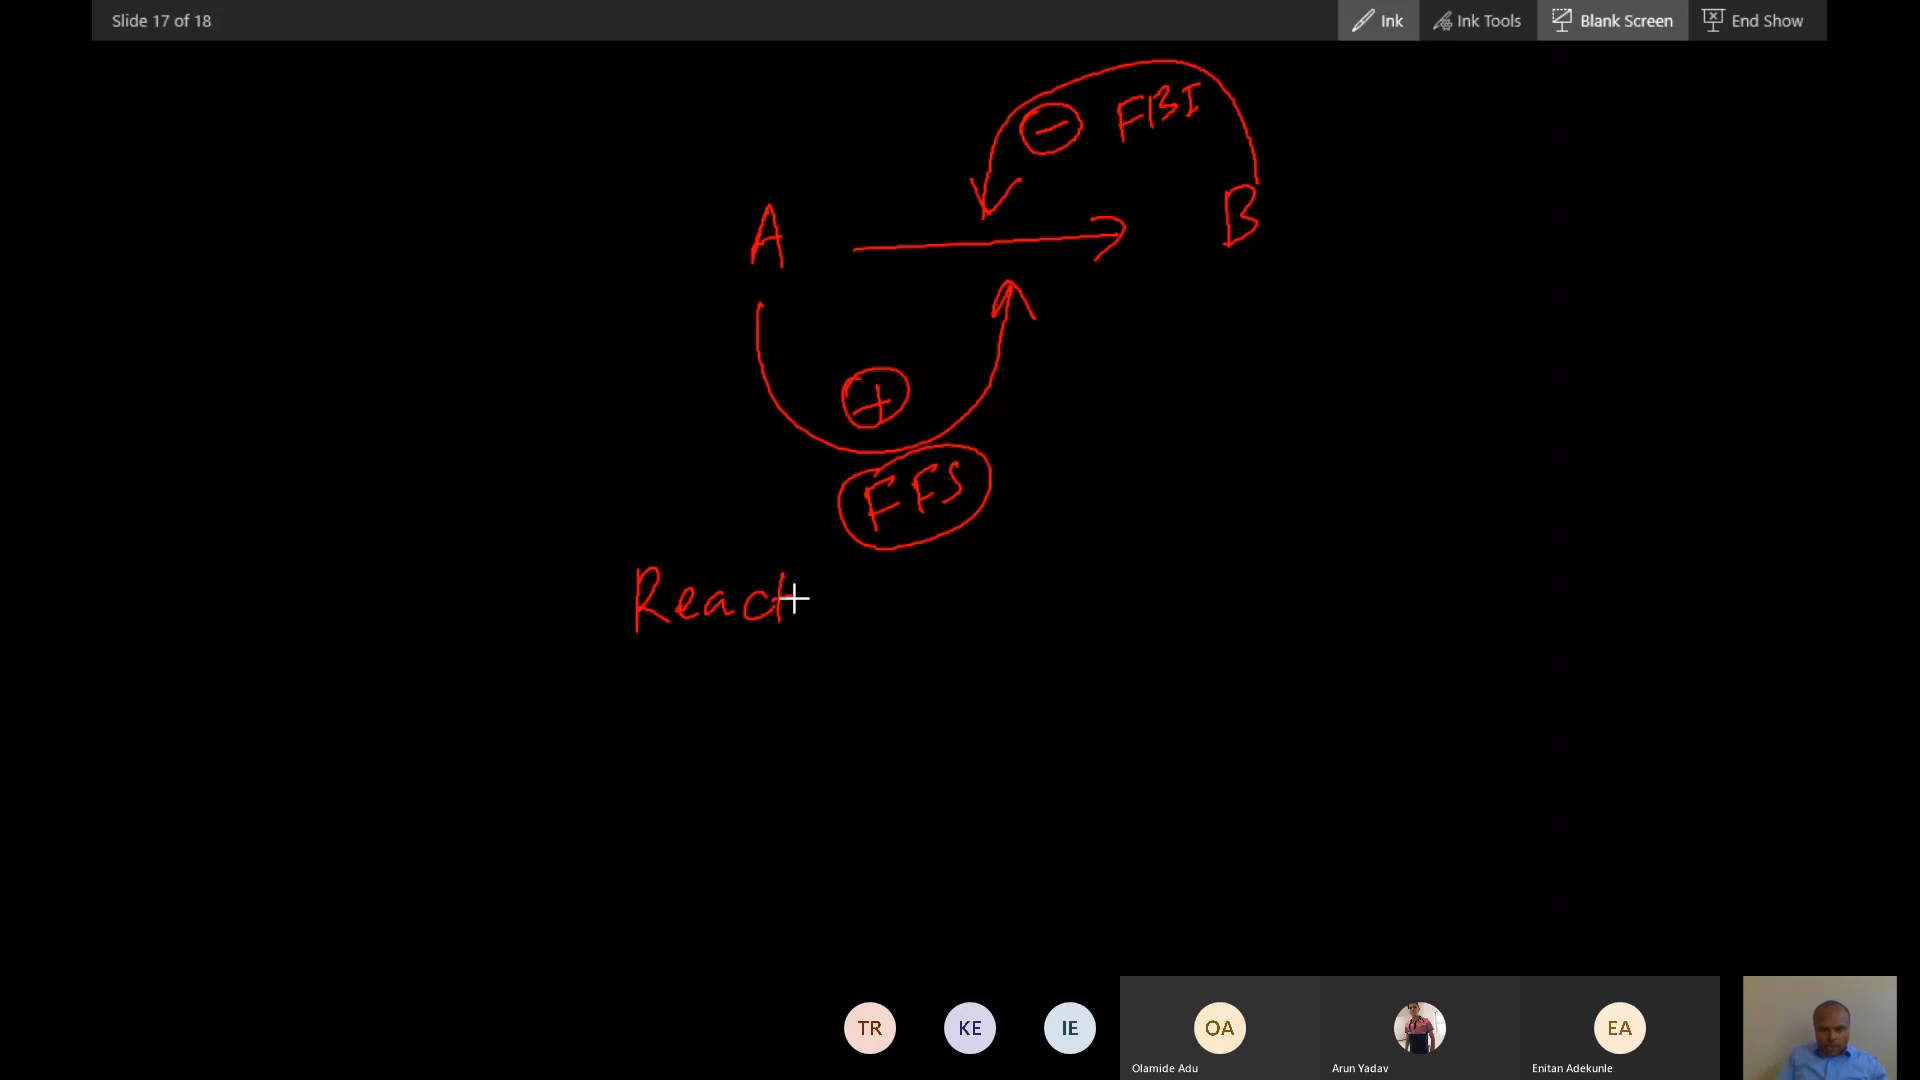 Slide 17 of 18
Ink
Ink Tools
Blank Screen
End Show
− FBI
A
B
+
FFS
React
TR
KE
IE
OA
EA
Olamide Adu
Arun Yadav
Enitan Adekunle